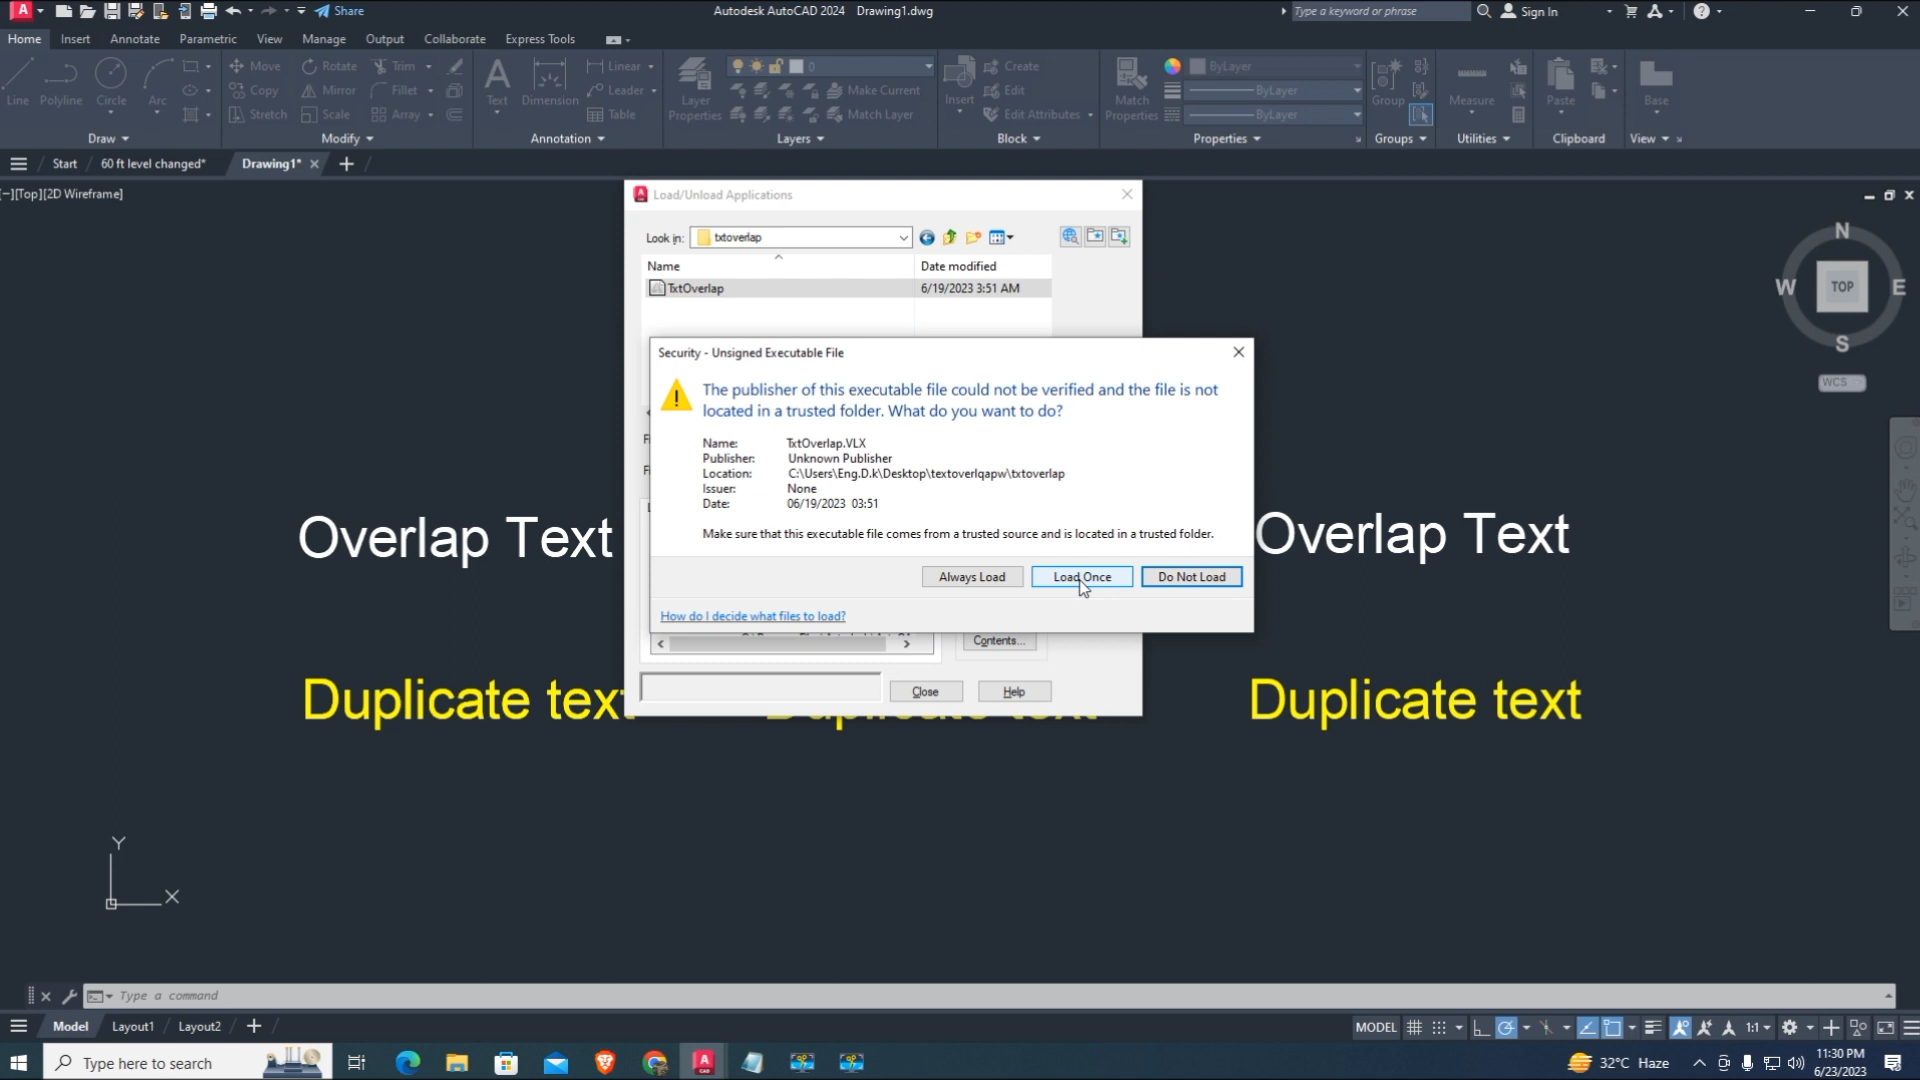 Share
Autodesk AutoCAD 2024 Drawing1.dwg
Type a keyword or phrase
Sign In
Home Insert Annotate Parametric View Manage Output Collaborate Express Tools
Line
Polyline
Circle
Arc
Draw
Move
Rotate
Trim
Copy
Mirror
Fillet
Stretch
Scale
Array
Modify
Text
Dimension
Linear
Leader
Table
Annotation
Layer
Properties
0
Make Current
Match Layer
Layers
Insert
Create
Edit
Edit Attributes
Block
Match
Properties
ByLayer
ByLayer
ByLayer
Properties
Group
Groups
Measure
Utilities
Paste
Clipboard
Base
View
Start
60 ft level changed*
Drawing1*
[−][Top][2D Wireframe]
N
W
TOP
E
S
WCS
Load/Unload Applications
Look in: txtoverlap
Name
Date modified
TxtOverlap
6/19/2023 3:51 AM
Security - Unsigned Executable File
The publisher of this executable file could not be verified and the file is not
located in a trusted folder. What do you want to do?
Name: TxtOverlap.VLX
Publisher: Unknown Publisher
Location: C:\Users\Eng.D.k\Desktop\textoverlqapw\txtoverlap
Issuer: None
Date: 06/19/2023 03:51
Make sure that this executable file comes from a trusted source and is located in a trusted folder.
Always Load
Load Once
Do Not Load
How do I decide what files to load?
Contents...
Close
Help
Overlap Text
Overlap Text
Duplicate text
Duplicate text
Duplicate text
Y
X
Type a command
Model
Layout1
Layout2
MODEL
1:1
Type here to search
32°C Haze
11:30 PM
6/23/2023